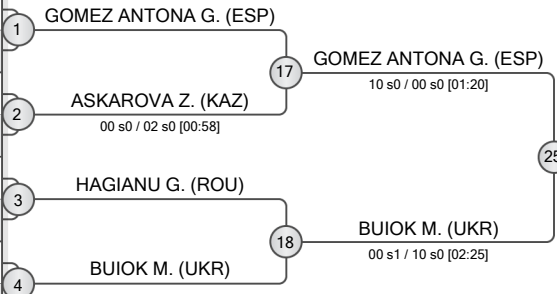 GOMEZ ANTONA G. (ESP)
1
17
GOMEZ ANTONA G. (ESP)
10 s0 / 00 s0 [01:20]
ASKAROVA Z. (KAZ)
2
00 s0 / 02 s0 [00:58]
25
HAGIANU G. (ROU)
3
18
BUIOK M. (UKR)
00 s1 / 10 s0 [02:25]
BUIOK M. (UKR)
4